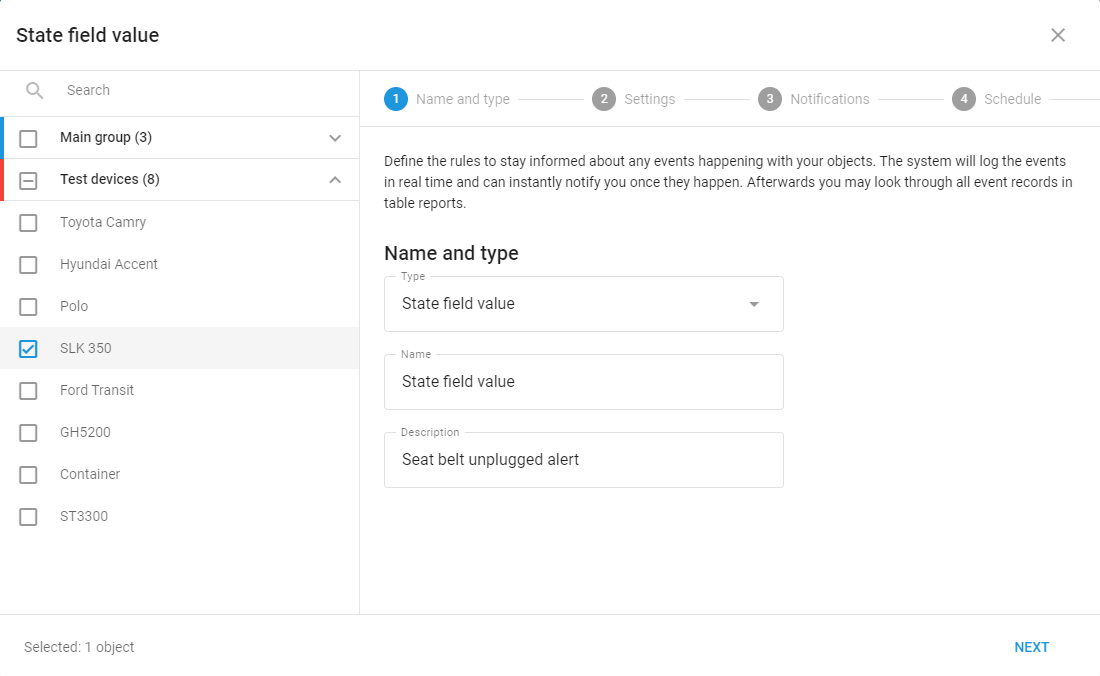 State field value
Search
Main group (3)
Test devices (8)
Toyota Camry
Hyundai Accent
Polo
SLK 350
Ford Transit
GH5200
Container
ST3300
1 Name and type 2 Settings 3 Notifications 4 Schedule
Define the rules to stay informed about any events happening with your objects. The system will log the events
in real time and can instantly notify you once they happen. Afterwards you may look through all event records in
table reports.
Name and type
Type
State field value
Name
State field value
Description
Seat belt unplugged alert
Selected: 1 object
NEXT